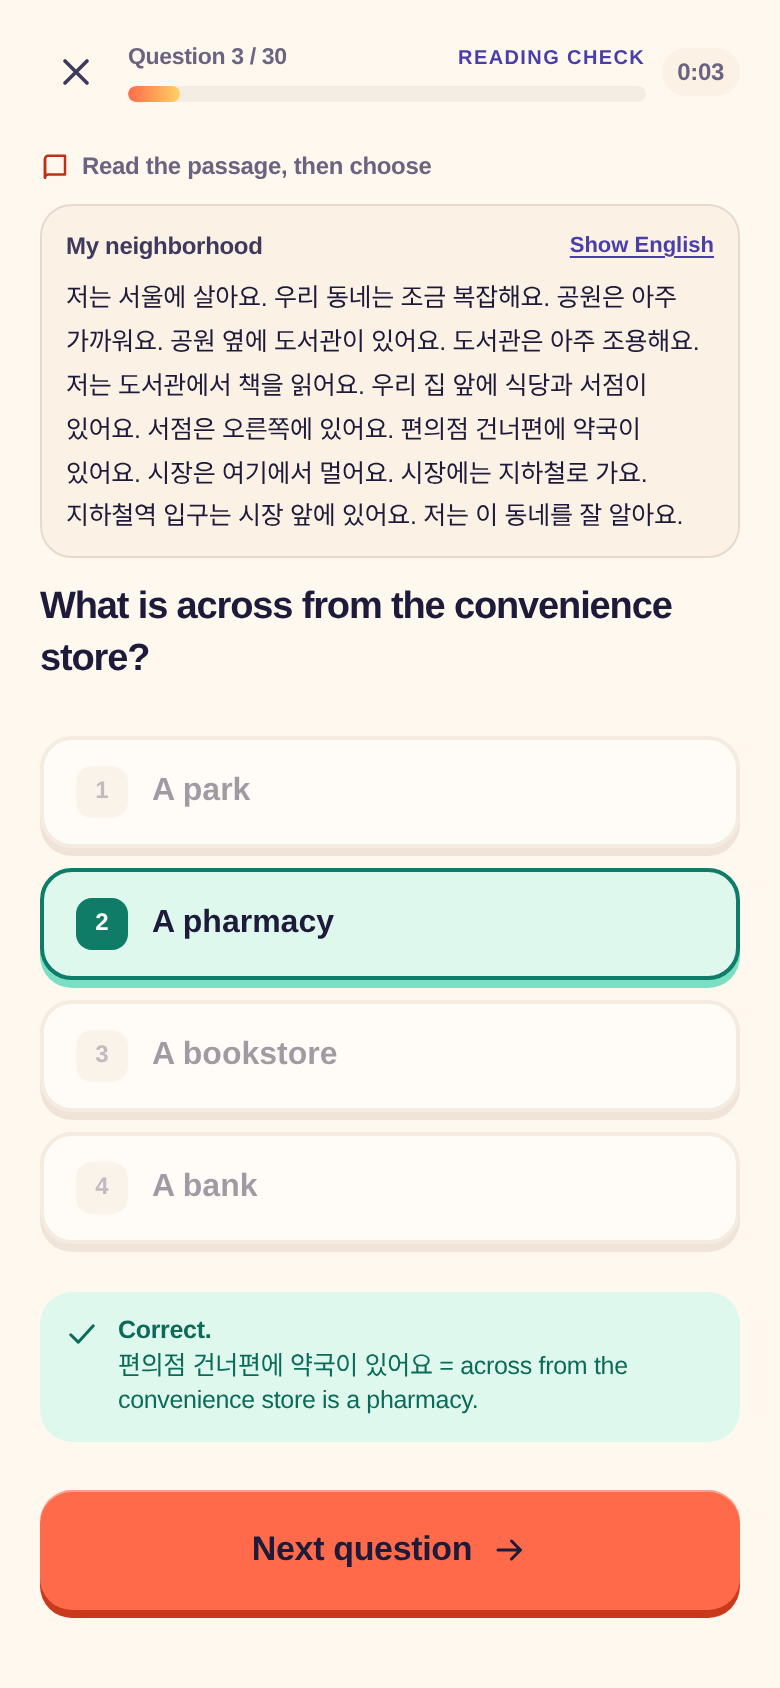 Question 3 / 30
READING CHECK
0:03
Read the passage, then choose
My neighborhood
Show English
저는 서울에 살아요. 우리 동네는 조금 복잡해요. 공원은 아주
가까워요. 공원 옆에 도서관이 있어요. 도서관은 아주 조용해요.
저는 도서관에서 책을 읽어요. 우리 집 앞에 식당과 서점이
있어요. 서점은 오른쪽에 있어요. 편의점 건너편에 약국이
있어요. 시장은 여기에서 멀어요. 시장에는 지하철로 가요.
지하철역 입구는 시장 앞에 있어요. 저는 이 동네를 잘 알아요.
What is across from the convenience
store?
1 A park
2 A pharmacy
3 A bookstore
4 A bank
Correct.
편의점 건너편에 약국이 있어요 = across from the
convenience store is a pharmacy.
Next question →